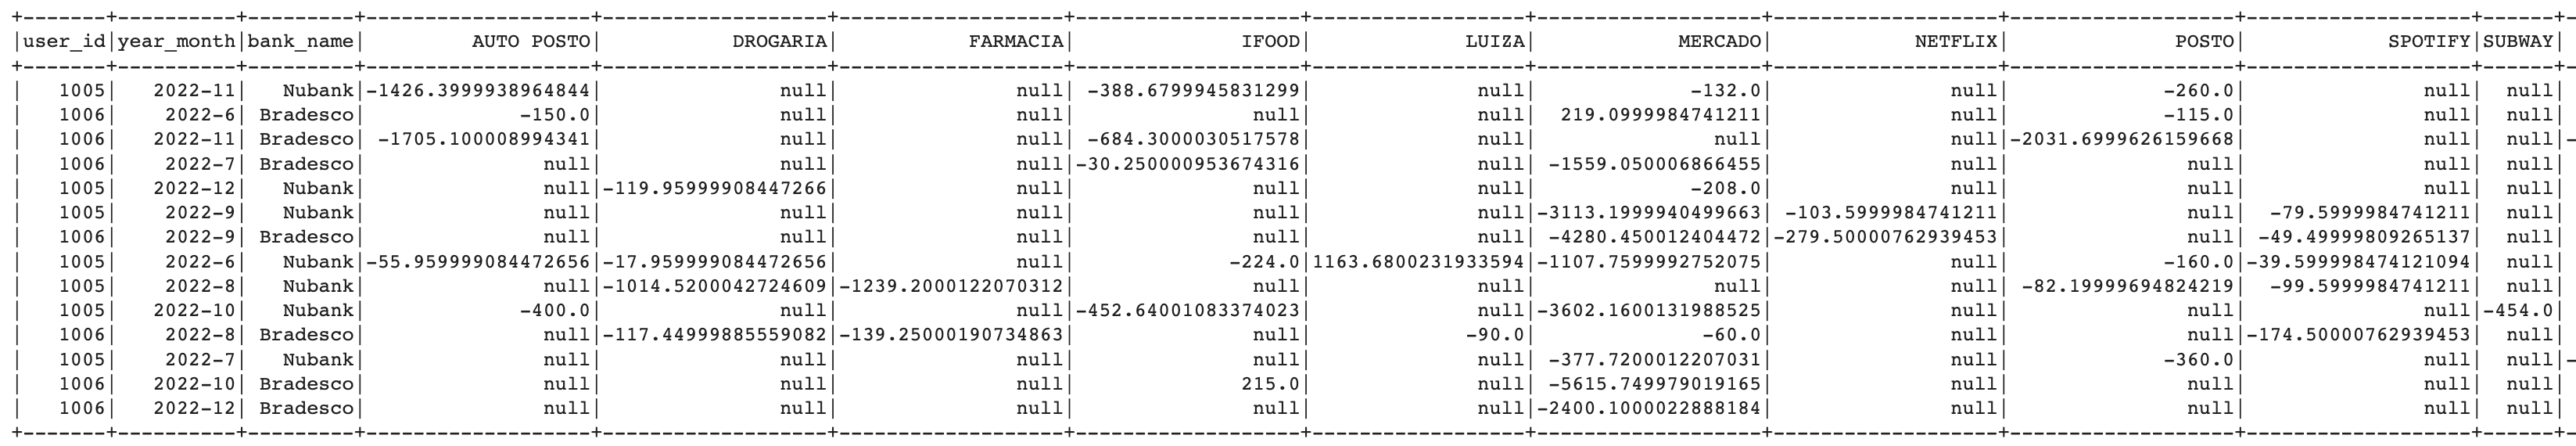 +-------+----------+---------+-------------------+-------------------+-------------------+-------------------+------------------+-------------------+-------------------+-------------------+-------------------+------+-
|user_id|year_month|bank_name|         AUTO POSTO|           DROGARIA|           FARMACIA|              IFOOD|             LUIZA|            MERCADO|            NETFLIX|              POSTO|            SPOTIFY|SUBWAY|
+-------+----------+---------+-------------------+-------------------+-------------------+-------------------+------------------+-------------------+-------------------+-------------------+-------------------+------+-
|   1005|   2022-11|   Nubank|-1426.3999938964844|               null|               null| -388.6799945831299|              null|             -132.0|               null|             -260.0|               null|  null|
|   1006|    2022-6| Bradesco|             -150.0|               null|               null|               null|              null|  219.0999984741211|               null|             -115.0|               null|  null|
|   1006|   2022-11| Bradesco| -1705.100008994341|               null|               null| -684.3000030517578|              null|               null|               null|-2031.6999626159668|               null|  null|-
|   1006|    2022-7| Bradesco|               null|               null|               null|-30.250000953674316|              null| -1559.050006866455|               null|               null|               null|  null|
|   1005|   2022-12|   Nubank|               null|-119.95999908447266|               null|               null|              null|             -208.0|               null|               null|               null|  null|
|   1005|    2022-9|   Nubank|               null|               null|               null|               null|              null|-3113.1999940499663| -103.5999984741211|               null|  -79.5999984741211|  null|
|   1006|    2022-9| Bradesco|               null|               null|               null|               null|              null| -4280.450012404472|-279.50000762939453|               null| -49.49999809265137|  null|
|   1005|    2022-6|   Nubank|-55.959999084472656|-17.959999084472656|               null|             -224.0|1163.6800231933594|-1107.7599992752075|               null|             -160.0|-39.599998474121094|  null|
|   1005|    2022-8|   Nubank|               null|-1014.5200042724609|-1239.2000122070312|               null|              null|               null|               null| -82.19999694824219|  -99.5999984741211|  null|
|   1005|   2022-10|   Nubank|             -400.0|               null|               null|-452.64001083374023|              null|-3602.1600131988525|               null|               null|               null|-454.0|
|   1006|    2022-8| Bradesco|               null|-117.44999885559082|-139.25000190734863|               null|             -90.0|              -60.0|               null|               null|-174.50000762939453|  null|
|   1005|    2022-7|   Nubank|               null|               null|               null|               null|              null| -377.7200012207031|               null|             -360.0|               null|  null|-
|   1006|   2022-10| Bradesco|               null|               null|               null|              215.0|              null| -5615.749979019165|               null|               null|               null|  null|
|   1006|   2022-12| Bradesco|               null|               null|               null|               null|              null|-2400.1000022888184|               null|               null|               null|  null|
+-------+----------+---------+-------------------+-------------------+-------------------+-------------------+------------------+-------------------+-------------------+-------------------+-------------------+------+-